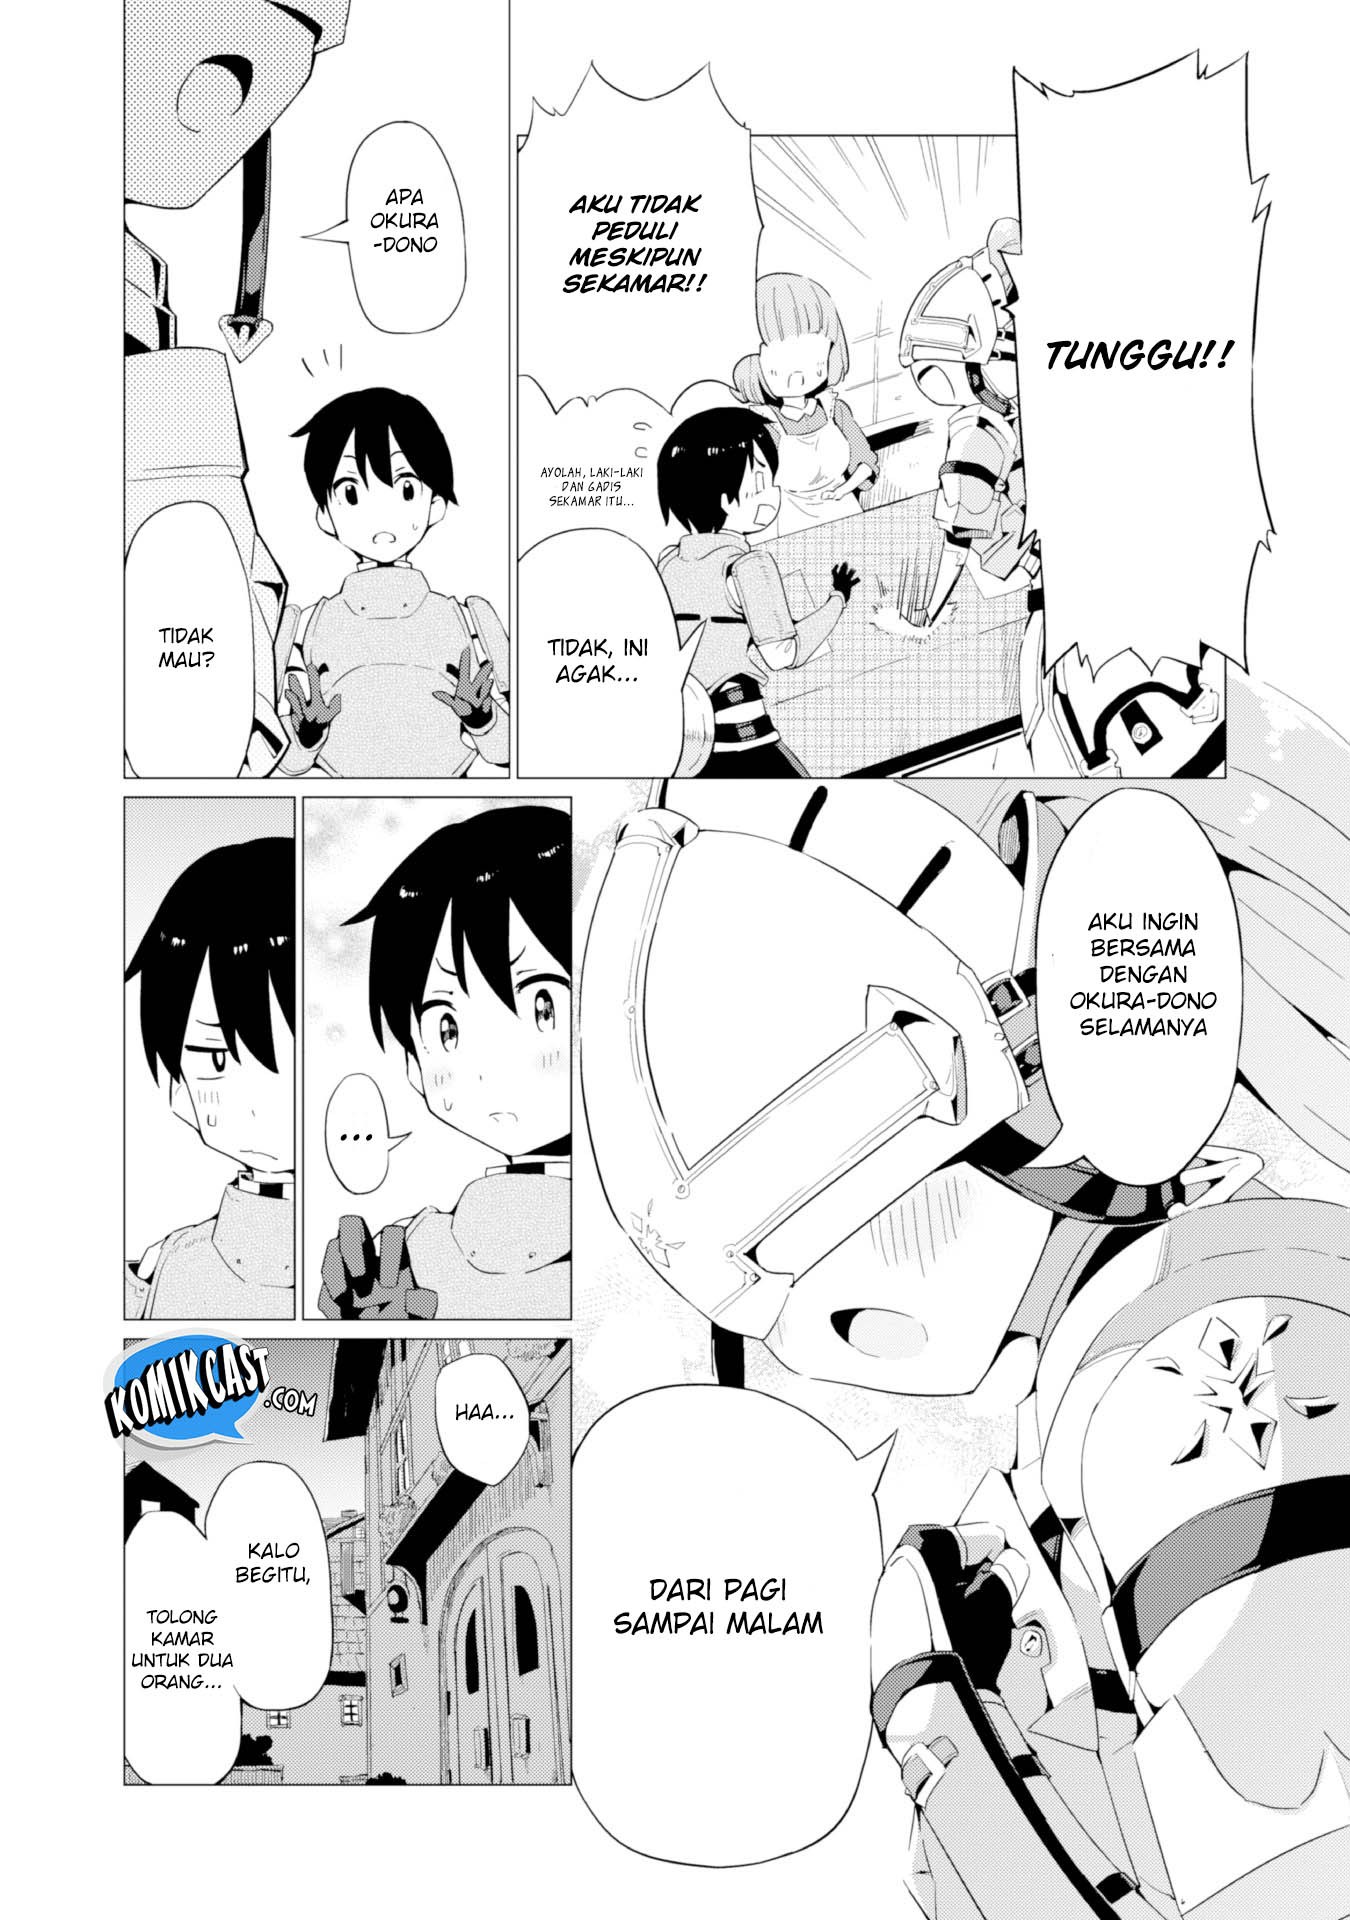 TUNGGU!!
AKU TIDAK
PEDULI
MESKIPUN
SEKAMAR!!
AYOLAH, LAKI-LAKI
DAN GADIS
SEKAMAR ITU...
TIDAK, INI
AGAK...
APA
OKURA
-DONO
TIDAK
MAU?
AKU INGIN
BERSAMA
DENGAN
OKURA-DONO
SELAMANYA
DARI PAGI
SAMPAI MALAM
...
HAA...
KALO
BEGITU,
TOLONG
KAMAR
UNTUK DUA
ORANG...
KOMIKCAST
.COM